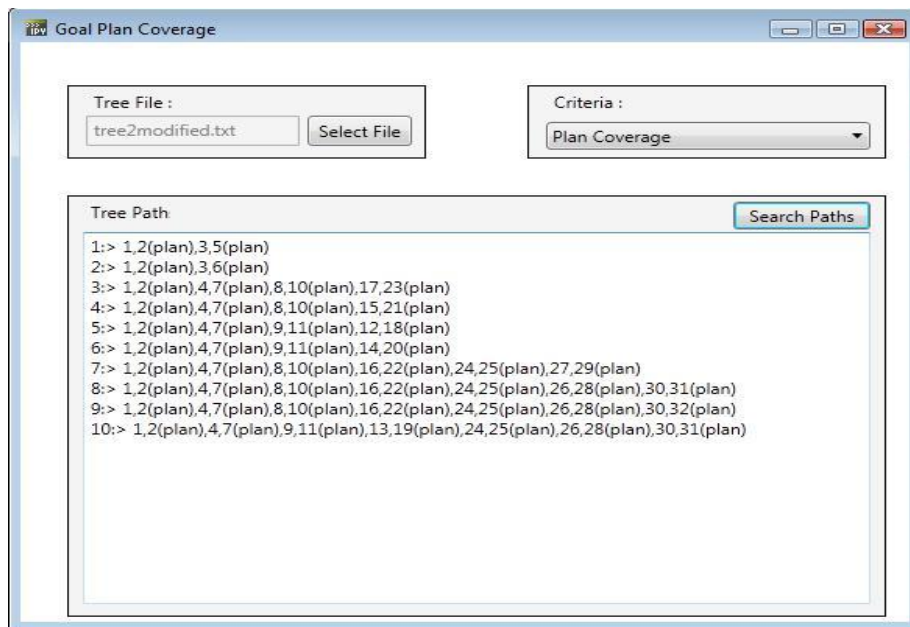 Goal Plan Coverage
Tree File :
tree2modified.txt
Select File
Criteria :
Plan Coverage
Tree Path:
Search Paths
1:> 1,2(plan),3,5(plan)
2:> 1,2(plan),3,6(plan)
3:> 1,2(plan),4,7(plan),8,10(plan),17,23(plan)
4:> 1,2(plan),4,7(plan),8,10(plan),15,21(plan)
5:> 1,2(plan),4,7(plan),9,11(plan),12,18(plan)
6:> 1,2(plan),4,7(plan),9,11(plan),14,20(plan)
7:> 1,2(plan),4,7(plan),8,10(plan),16,22(plan),24,25(plan),27,29(plan)
8:> 1,2(plan),4,7(plan),8,10(plan),16,22(plan),24,25(plan),26,28(plan),30,31(plan)
9:> 1,2(plan),4,7(plan),8,10(plan),16,22(plan),24,25(plan),26,28(plan),30,32(plan)
10:> 1,2(plan),4,7(plan),9,11(plan),13,19(plan),24,25(plan),26,28(plan),30,31(plan)